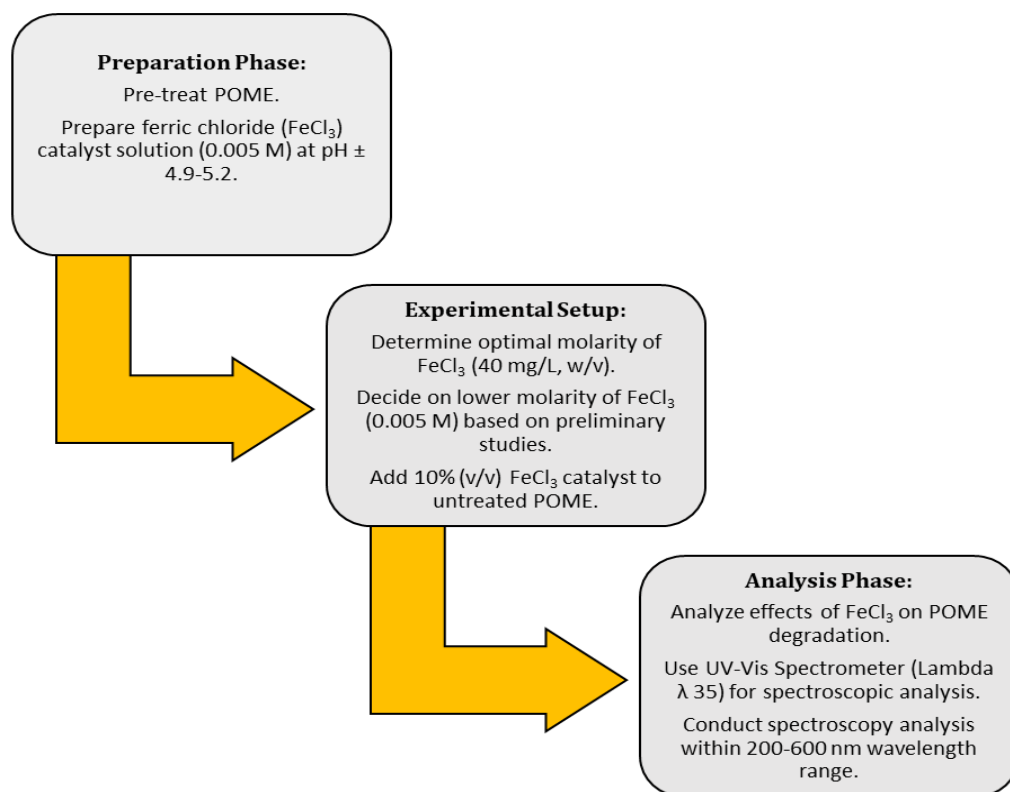 Preparation Phase:
Pre-treat POME.
Prepare ferric chloride (FeCl₃)
catalyst solution (0.005 M) at pH ±
4.9-5.2.
Experimental Setup:
Determine optimal molarity of
FeCl₃ (40 mg/L, w/v).
Decide on lower molarity of FeCl₃
(0.005 M) based on preliminary
studies.
Add 10% (v/v) FeCl₃ catalyst to
untreated POME.
Analysis Phase:
Analyze effects of FeCl₃ on POME
degradation.
Use UV-Vis Spectrometer (Lambda
λ 35) for spectroscopic analysis.
Conduct spectroscopy analysis
within 200-600 nm wavelength
range.